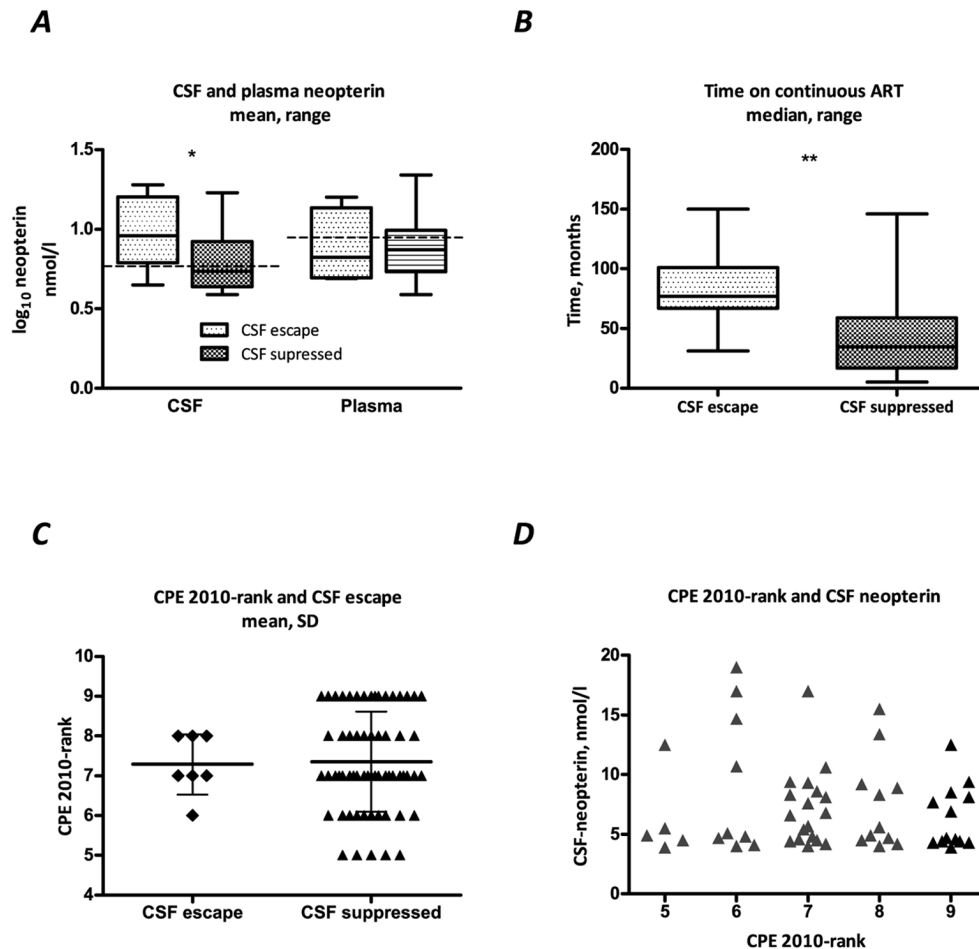 A
CSF and plasma neopterin
mean, range
*
1.5
1.0
0.5
0.0
log10 neopterin
nmol/l
CSF escape
CSF supressed
CSF
Plasma
B
Time on continuous ART
median, range
**
200
150
100
50
0
Time, months
CSF escape
CSF suppressed
C
CPE 2010-rank and CSF escape
mean, SD
10
9
8
7
6
5
4
CPE 2010-rank
CSF escape
CSF suppressed
D
CPE 2010-rank and CSF neopterin
20
15
10
5
0
CSF-neopterin, nmol/l
5 6 7 8 9
CPE 2010-rank